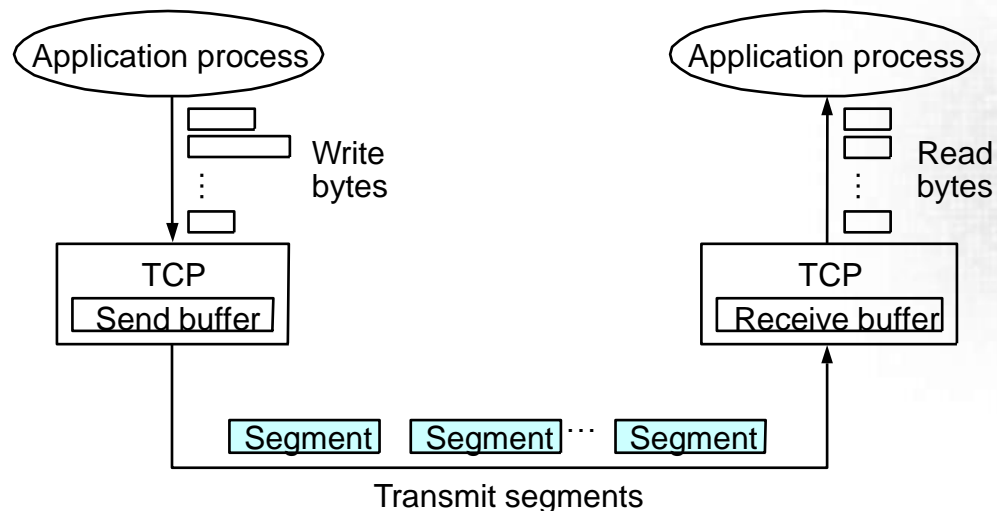 Application process
Application process
Write
bytes
Read
bytes
⋮
⋮
TCP
Send buffer
TCP
Receive buffer
Segment Segment ... Segment
Transmit segments